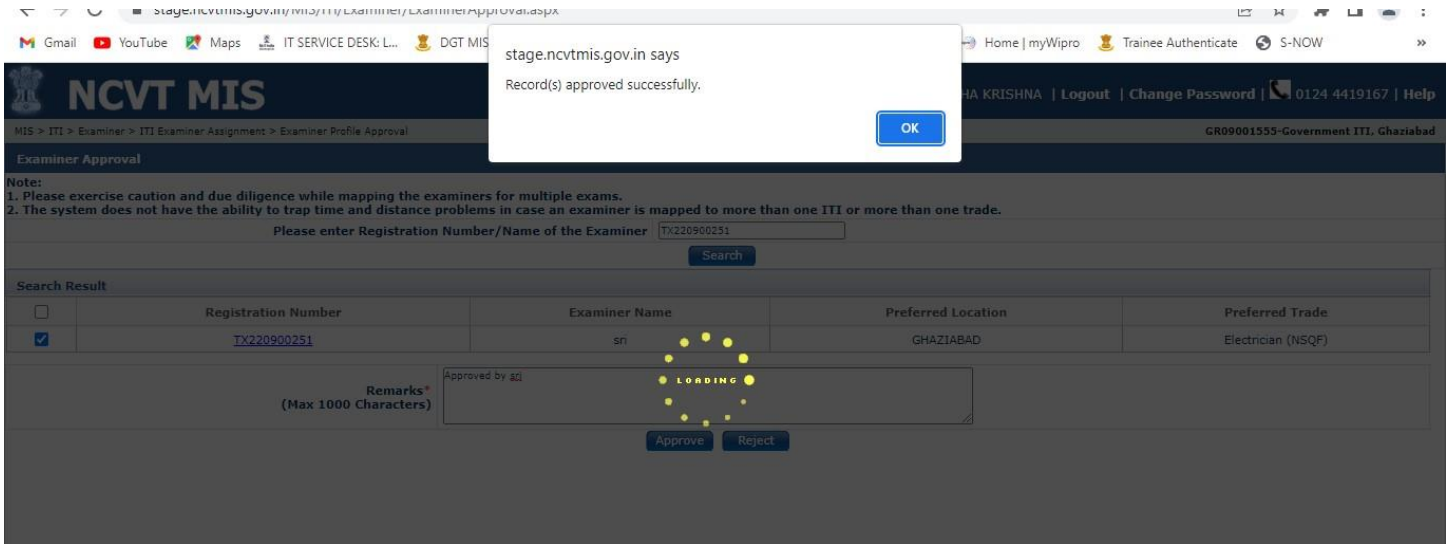 stage.ncvtmis.gov.in/MIS/ITI/Examiner/ExaminerApproval.aspx
Gmail YouTube Maps IT SERVICE DESK: L... DGT MIS Home | myWipro Trainee Authenticate S-NOW »
stage.ncvtmis.gov.in says
Record(s) approved successfully.
OK
NCVT MIS
HA KRISHNA | Logout | Change Password | 0124 4419167 | Help
MIS > ITI > Examiner > ITI Examiner Assignment > Examiner Profile Approval
GR09001555-Government ITI, Ghaziabad
Examiner Approval
Note:
1. Please exercise caution and due diligence while mapping the examiners for multiple exams.
2. The system does not have the ability to trap time and distance problems in case an examiner is mapped to more than one ITI or more than one trade.
Please enter Registration Number/Name of the Examiner TX220900251
Search
Search Result
Registration Number Examiner Name Preferred Location Preferred Trade
TX220900251 sri GHAZIABAD Electrician (NSQF)
Approved by sri
LOADING
Remarks*
(Max 1000 Characters)
Approve Reject